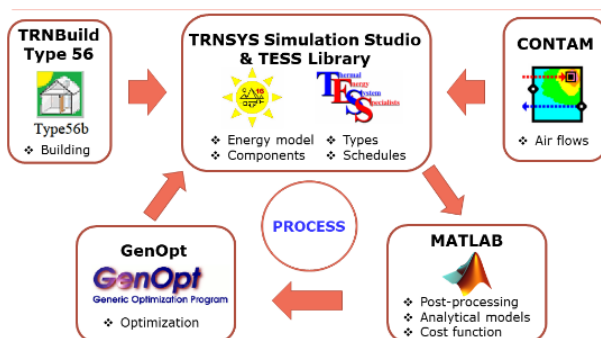 TRNBuild
Type 56
Type56b
❖ Building
TRNSYS Simulation Studio
& TESS Library
16
Thermal
Energy
System
Specialists
❖ Energy model
❖ Components
❖ Types
❖ Schedules
CONTAM
❖ Air flows
PROCESS
GenOpt
GenOpt
Generic Optimization Program
❖ Optimization
MATLAB
❖ Post-processing
❖ Analytical models
❖ Cost function